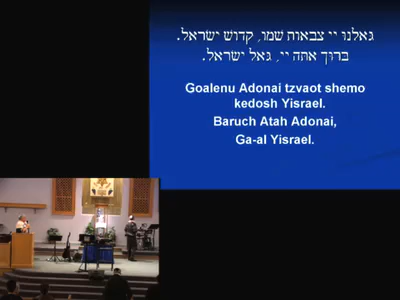 גאלנו יי צבאות שמו, קדוש ישראל.
ברוך אתה יי, גאל ישראל.
Goalenu Adonai tzvaot shemo
kedosh Yisrael.
Baruch Atah Adonai,
Ga-al Yisrael.